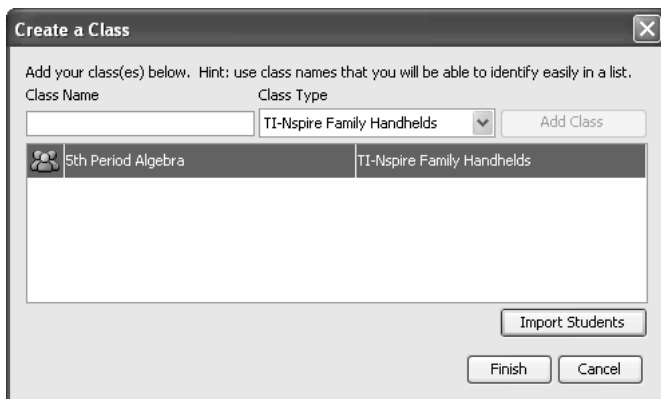 Create a Class
Add your class(es) below.  Hint: use class names that you will be able to identify easily in a list.
Class Name Class Type
TI-Nspire Family Handhelds Add Class
5th Period Algebra TI-Nspire Family Handhelds
Import Students
Finish Cancel